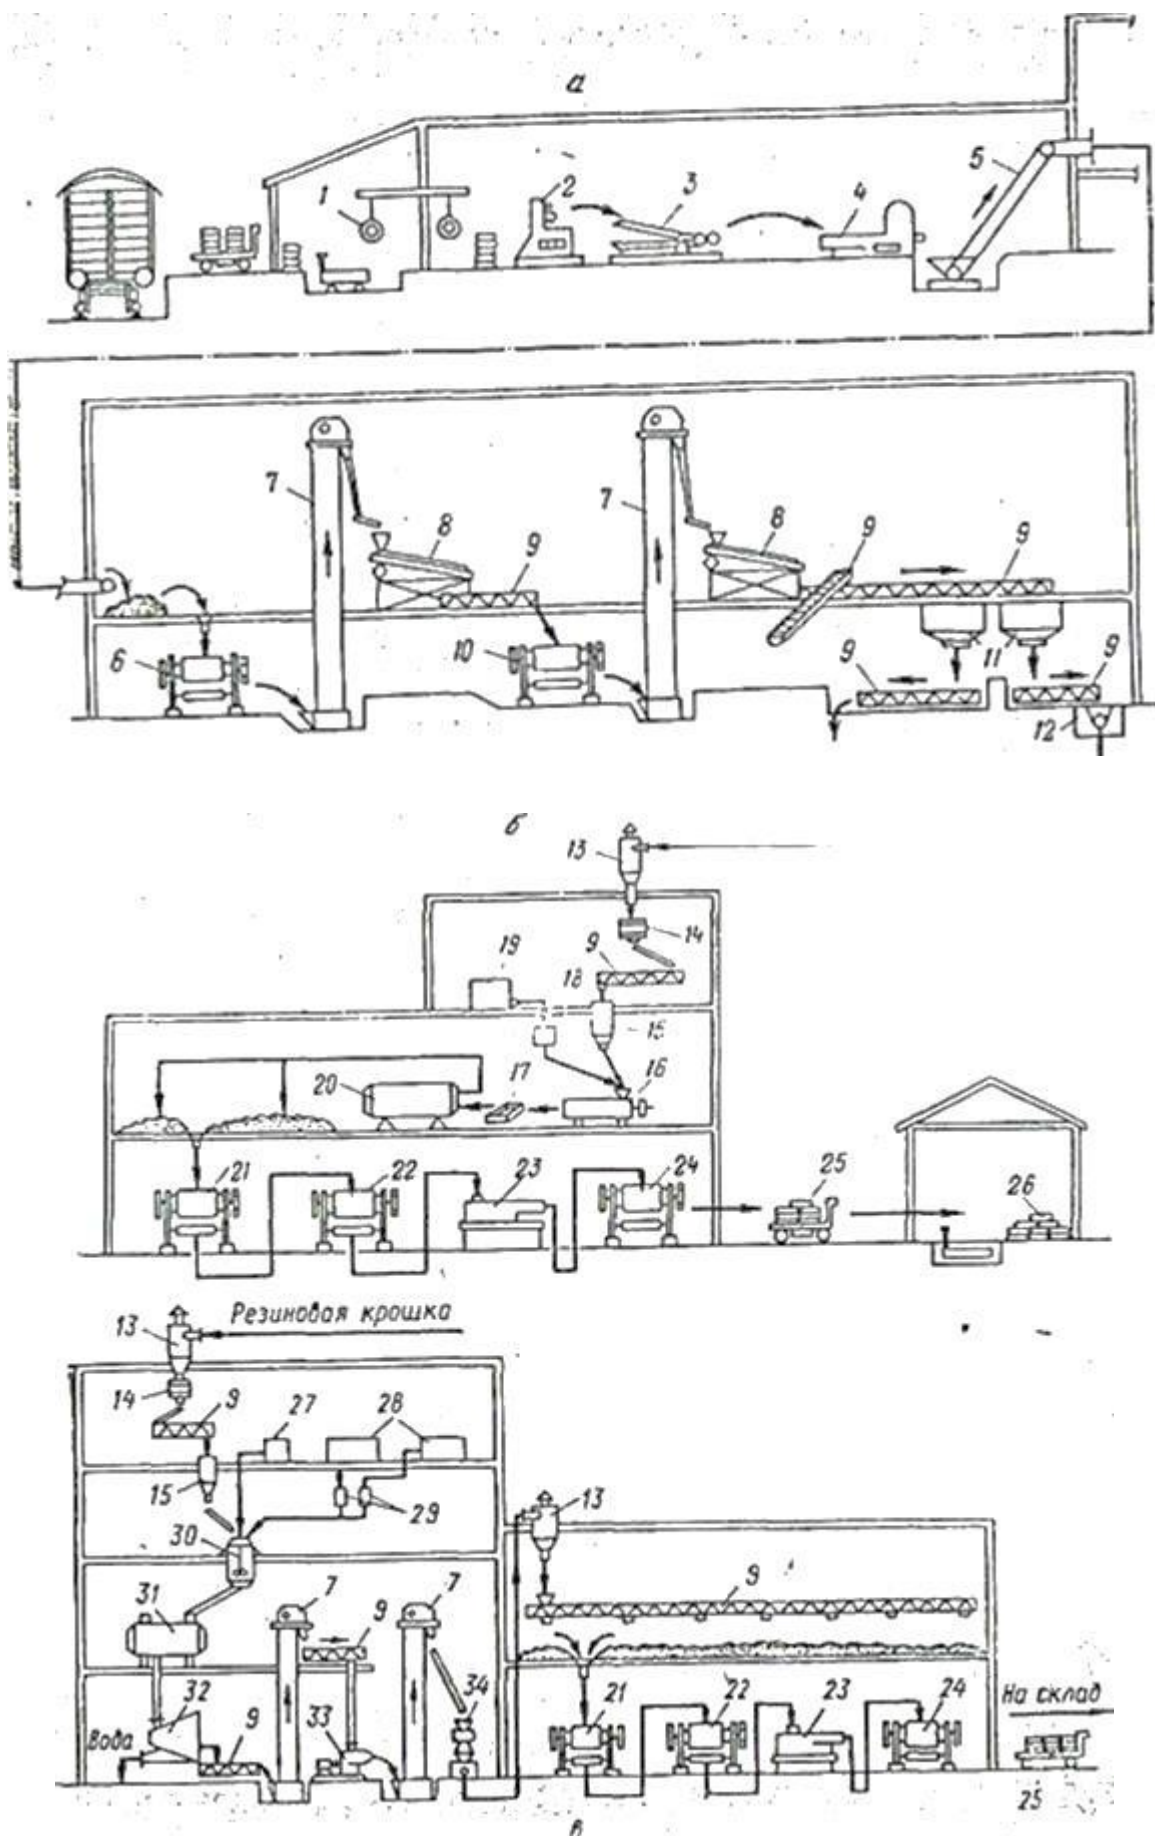 а
1 2 3 4 5
7 8 9 7 8 9 9
6 10 9 11 9 12
б
13
14
19 9
18
15
20 17 16
21 22 23 24 25 26
13 Резиновая крошка
14 9 27 28
15 29 13
30
31 7 9 7 9
32 34 21 22 23 24 На склад
Вода 9 33
25
в